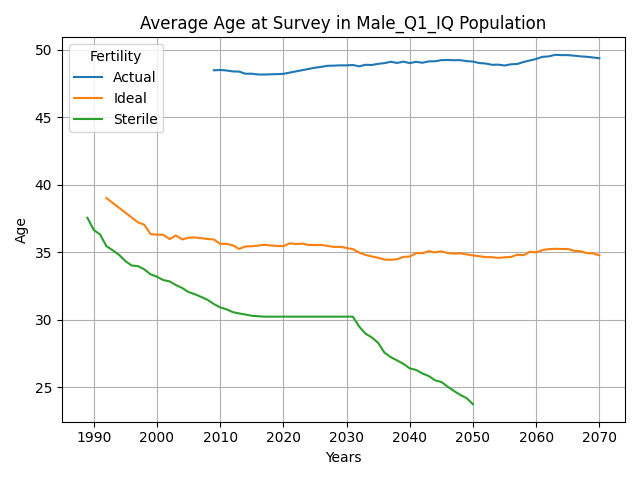 Average Age at Survey in Male_Q1_IQ Population
Fertility
Actual
Ideal
Sterile
50
45
40
35
30
25
Age
1990 2000 2010 2020 2030 2040 2050 2060 2070
Years